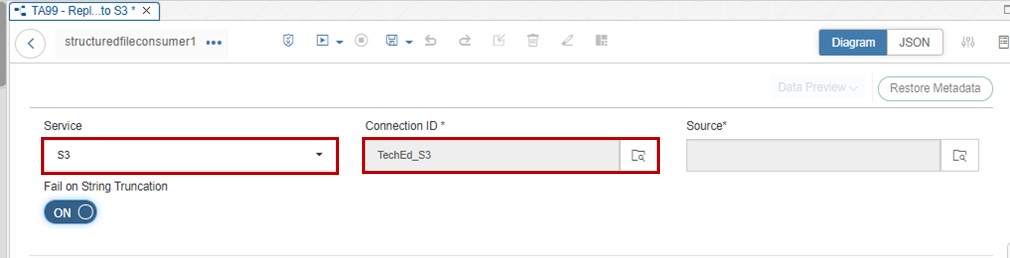 TA99 - Repl...to S3 * X
structuredfileconsumer1 •••
Diagram JSON
Data Preview
Restore Metadata
Service Connection ID * Source*
S3 TechEd_S3
Fail on String Truncation
ON